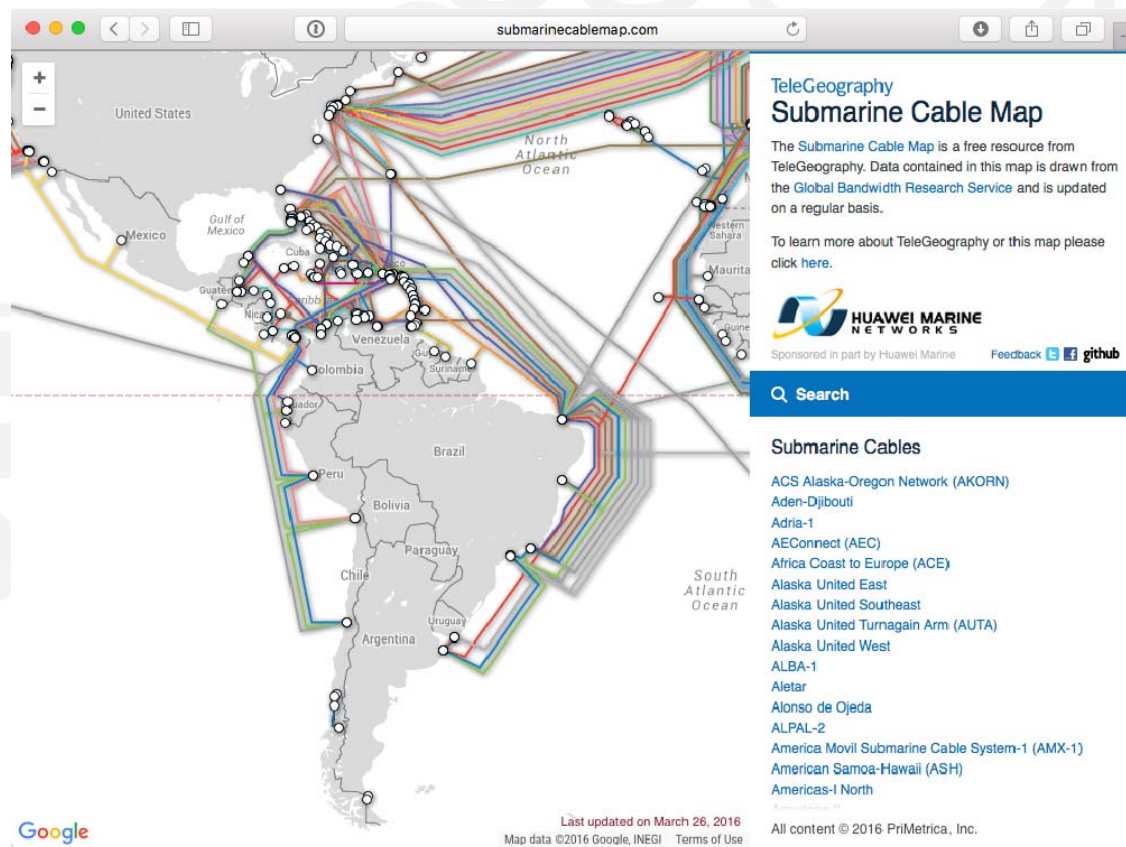 submarinecablemap.com
+
−
United States
North
Atlantic
Ocean
Gulf of
Mexico
Mexico
Cuba
Western
Sahara
Venezuela
Suriname
Colombia
Brazil
Peru
Bolivia
Paraguay
Chile
South
Atlantic
Ocean
Uruguay
Argentina
Google
Last updated on March 26, 2016
Map data ©2016 Google, INEGI Terms of Use
TeleGeography
Submarine Cable Map
The Submarine Cable Map is a free resource from
TeleGeography. Data contained in this map is drawn from
the Global Bandwidth Research Service and is updated
on a regular basis.
To learn more about TeleGeography or this map please
click here.
HUAWEI MARINE
NETWORKS
Sponsored in part by Huawei Marine Feedback github
Search
Submarine Cables
ACS Alaska-Oregon Network (AKORN)
Aden-Djibouti
Adria-1
AEConnect (AEC)
Africa Coast to Europe (ACE)
Alaska United East
Alaska United Southeast
Alaska United Turnagain Arm (AUTA)
Alaska United West
ALBA-1
Aletar
Alonso de Ojeda
ALPAL-2
America Movil Submarine Cable System-1 (AMX-1)
American Samoa-Hawaii (ASH)
Americas-I North
All content © 2016 PriMetrica, Inc.